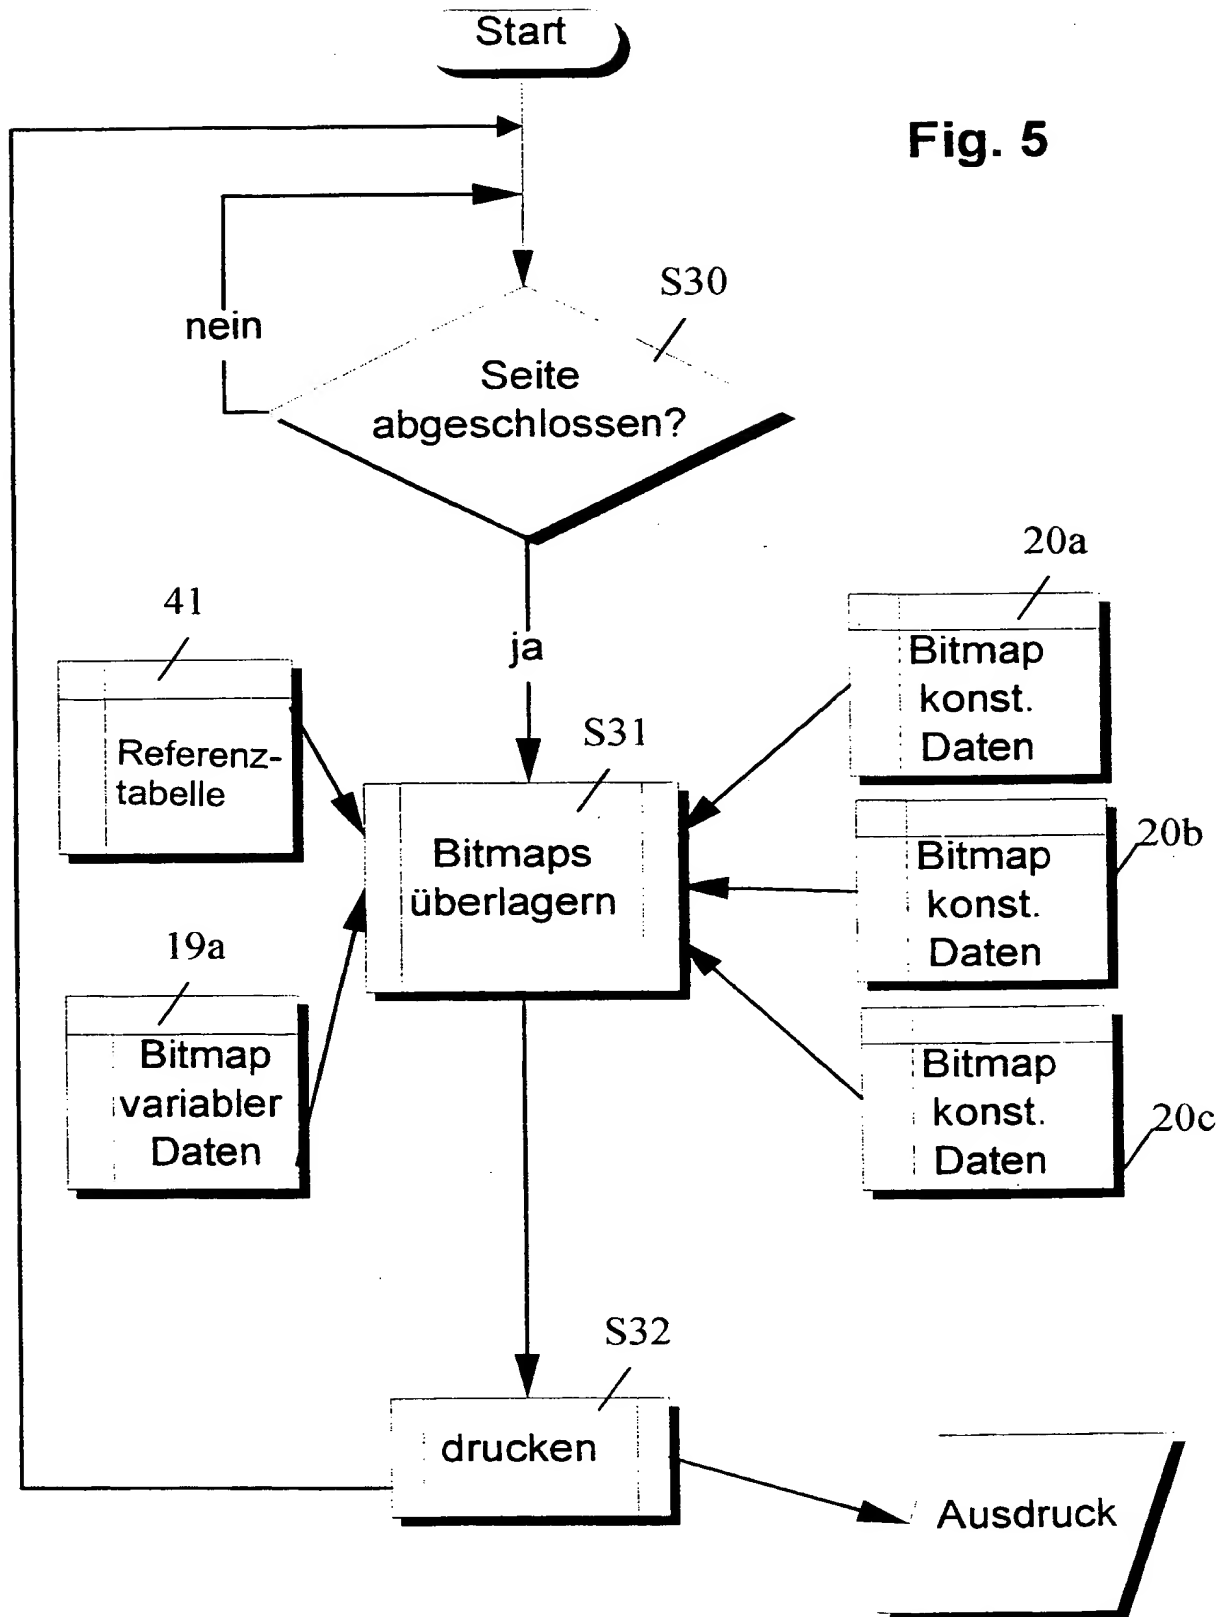 Start
Fig. 5
S30
nein
Seite
abgeschlossen?
20a
41
ja
Bitmap
konst.
Daten
S31
Referenz-
tabelle
Bitmaps
überlagern
20b
Bitmap
konst.
Daten
19a
Bitmap
variabler
Daten
Bitmap
konst.
Daten
20c
S32
drucken
Ausdruck